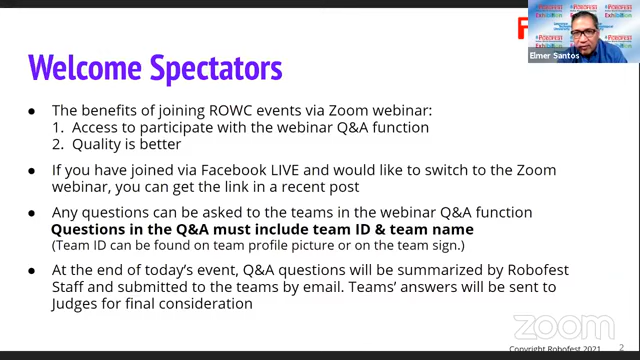 Welcome Spectators
● The benefits of joining ROWC events via Zoom webinar:
1. Access to participate with the webinar Q&A function
2. Quality is better
● If you have joined via Facebook LIVE and would like to switch to the Zoom
webinar, you can get the link in a recent post
● Any questions can be asked to the teams in the webinar Q&A function
Questions in the Q&A must include team ID & team name
(Team ID can be found on team profile picture or on the team sign.)
● At the end of today's event, Q&A questions will be summarized by Robofest
Staff and submitted to the teams by email. Teams' answers will be sent to
Judges for final consideration
Elmer Santos
zoom
Copyright Robofest 2021
2